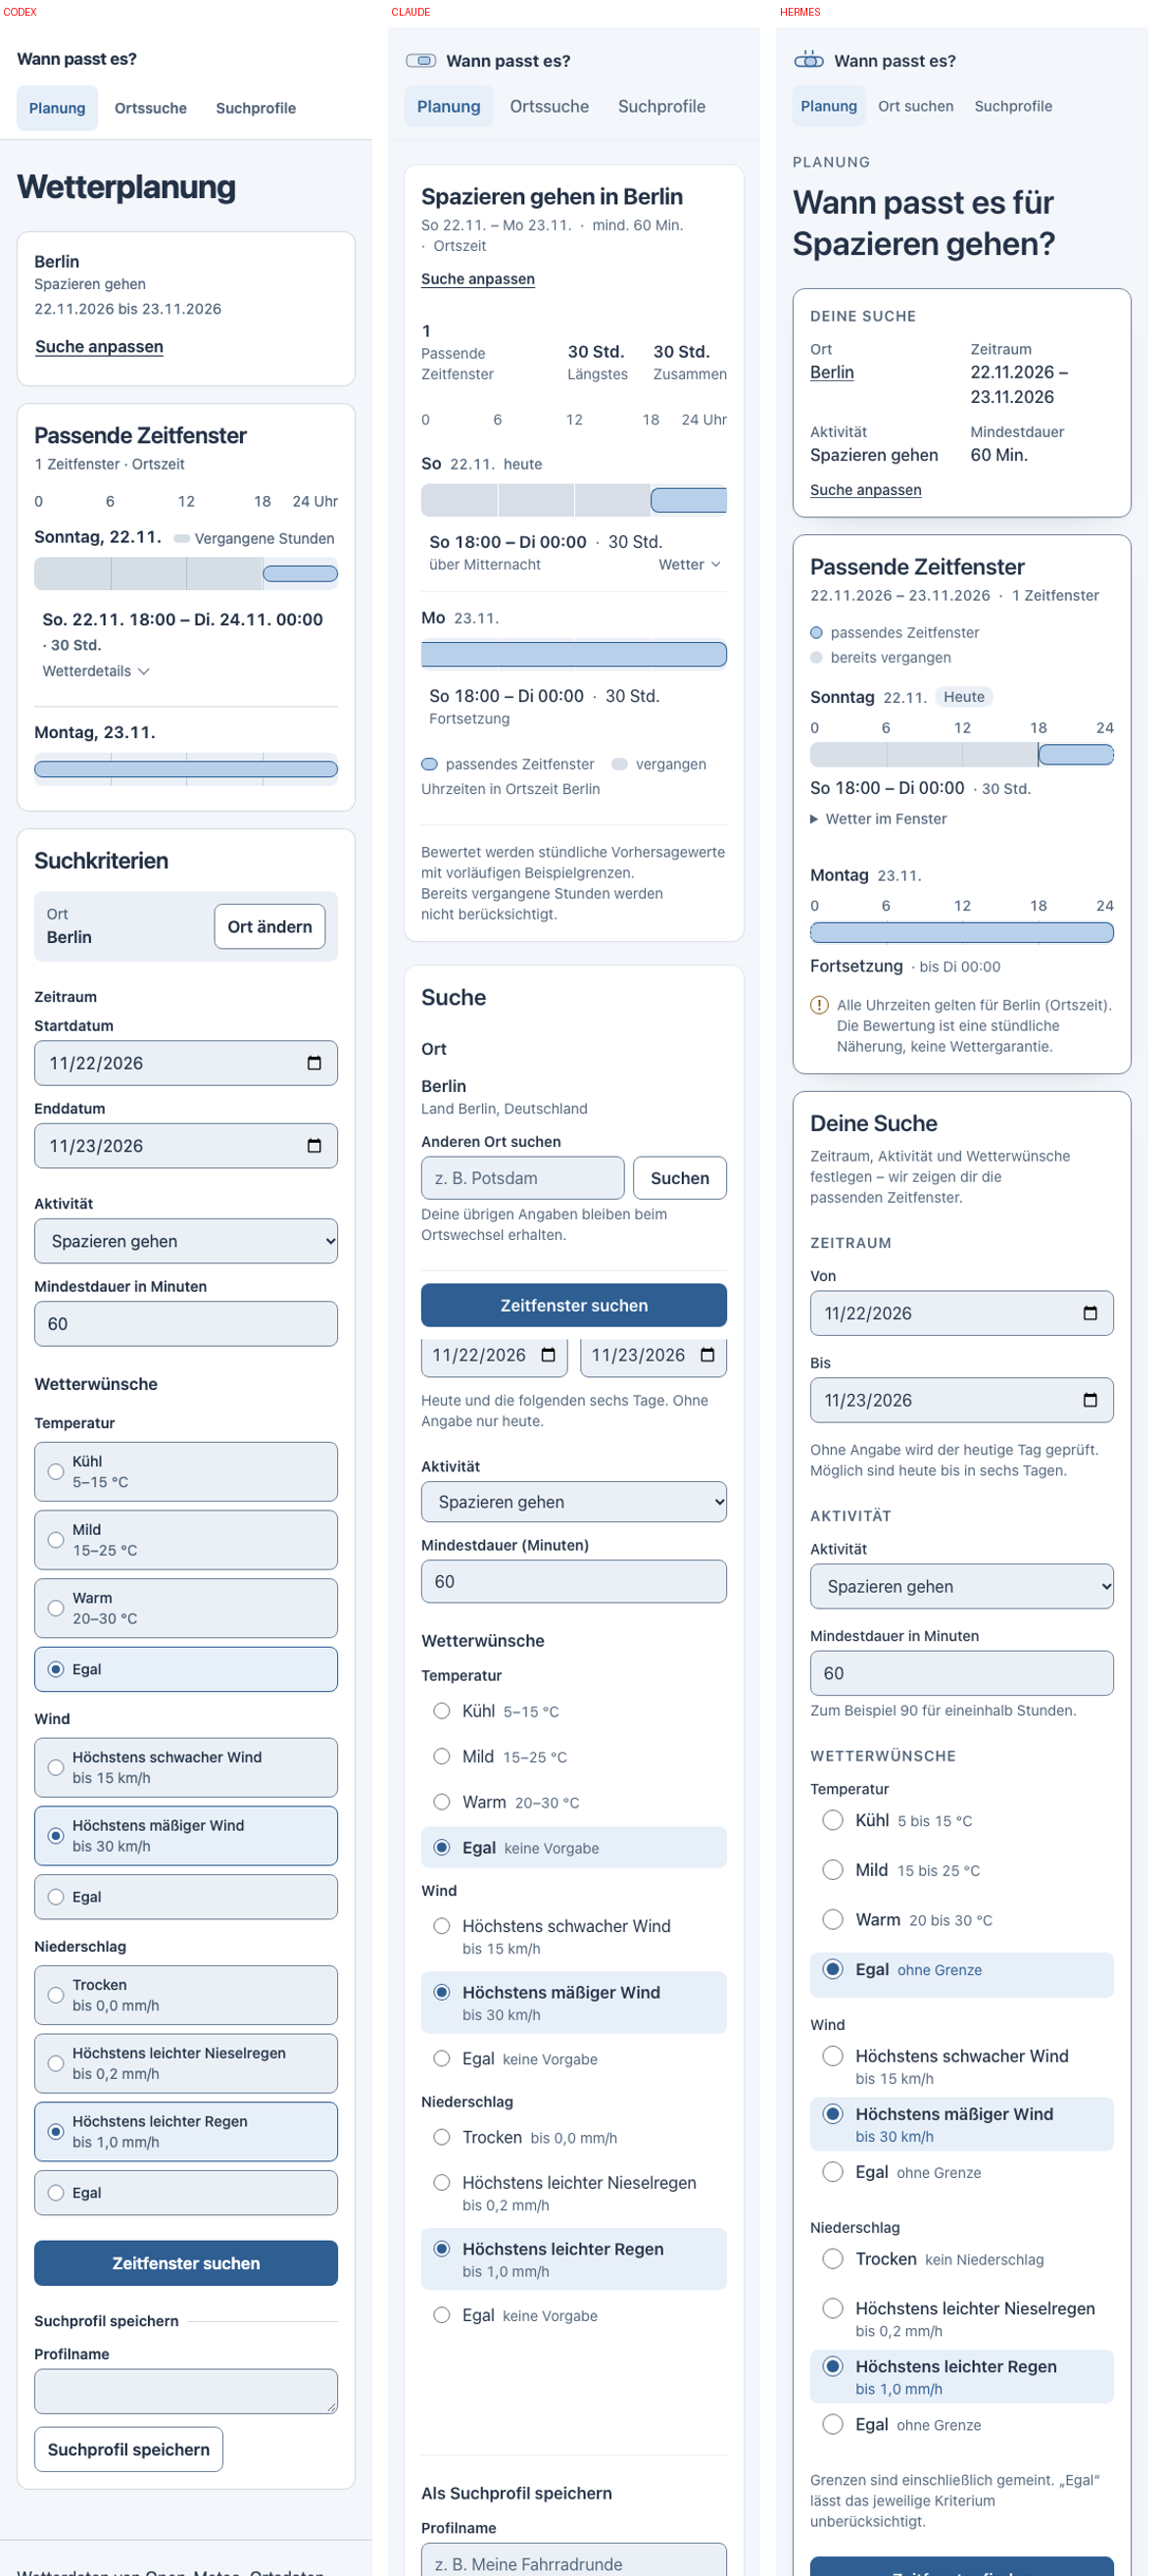 CODEX
Wann passt es?
Planung Ortssuche Suchprofile
Wetterplanung
Berlin
Spazieren gehen
22.11.2026 bis 23.11.2026
Suche anpassen
Passende Zeitfenster
1 Zeitfenster · Ortszeit
0 6 12 18 24 Uhr
Sonntag, 22.11. Vergangene Stunden
So. 22.11. 18:00 – Di. 24.11. 00:00
· 30 Std.
Wetterdetails
Montag, 23.11.
Suchkriterien
Ort
Berlin
Ort ändern
Zeitraum
Startdatum
11/22/2026
Enddatum
11/23/2026
Aktivität
Spazieren gehen
Mindestdauer in Minuten
60
Wetterwünsche
Temperatur
Kühl
5–15 °C
Mild
15–25 °C
Warm
20–30 °C
Egal
Wind
Höchstens schwacher Wind
bis 15 km/h
Höchstens mäßiger Wind
bis 30 km/h
Egal
Niederschlag
Trocken
bis 0,0 mm/h
Höchstens leichter Nieselregen
bis 0,2 mm/h
Höchstens leichter Regen
bis 1,0 mm/h
Egal
Zeitfenster suchen
Suchprofil speichern
Profilname
Suchprofil speichern
CLAUDE
Wann passt es?
Planung Ortssuche Suchprofile
Spazieren gehen in Berlin
So 22.11. – Mo 23.11. · mind. 60 Min.
· Ortszeit
Suche anpassen
1
Passende
Zeitfenster
30 Std.
Längstes
30 Std.
Zusammen
0 6 12 18 24 Uhr
So 22.11. heute
So 18:00 – Di 00:00 · 30 Std.
über Mitternacht Wetter
Mo 23.11.
So 18:00 – Di 00:00 · 30 Std.
Fortsetzung
passendes Zeitfenster vergangen
Uhrzeiten in Ortszeit Berlin
Bewertet werden stündliche Vorhersagewerte
mit vorläufigen Beispielgrenzen.
Bereits vergangene Stunden werden
nicht berücksichtigt.
Suche
Ort
Berlin
Land Berlin, Deutschland
Anderen Ort suchen
z. B. Potsdam Suchen
Deine übrigen Angaben bleiben beim
Ortswechsel erhalten.
Zeitfenster suchen
11/22/2026 11/23/2026
Heute und die folgenden sechs Tage. Ohne
Angabe nur heute.
Aktivität
Spazieren gehen
Mindestdauer (Minuten)
60
Wetterwünsche
Temperatur
Kühl 5–15 °C
Mild 15–25 °C
Warm 20–30 °C
Egal keine Vorgabe
Wind
Höchstens schwacher Wind
bis 15 km/h
Höchstens mäßiger Wind
bis 30 km/h
Egal keine Vorgabe
Niederschlag
Trocken bis 0,0 mm/h
Höchstens leichter Nieselregen
bis 0,2 mm/h
Höchstens leichter Regen
bis 1,0 mm/h
Egal keine Vorgabe
Als Suchprofil speichern
Profilname
z. B. Meine Fahrradrunde
HERMES
Wann passt es?
Planung Ort suchen Suchprofile
PLANUNG
Wann passt es für
Spazieren gehen?
DEINE SUCHE
Ort
Berlin
Zeitraum
22.11.2026 –
23.11.2026
Aktivität
Spazieren gehen
Mindestdauer
60 Min.
Suche anpassen
Passende Zeitfenster
22.11.2026 – 23.11.2026 · 1 Zeitfenster
passendes Zeitfenster
bereits vergangen
Sonntag 22.11. Heute
0 6 12 18 24
So 18:00 – Di 00:00 · 30 Std.
Wetter im Fenster
Montag 23.11.
0 6 12 18 24
Fortsetzung · bis Di 00:00
Alle Uhrzeiten gelten für Berlin (Ortszeit).
Die Bewertung ist eine stündliche
Näherung, keine Wettergarantie.
Deine Suche
Zeitraum, Aktivität und Wetterwünsche
festlegen – wir zeigen dir die
passenden Zeitfenster.
ZEITRAUM
Von
11/22/2026
Bis
11/23/2026
Ohne Angabe wird der heutige Tag geprüft.
Möglich sind heute bis in sechs Tagen.
AKTIVITÄT
Aktivität
Spazieren gehen
Mindestdauer in Minuten
60
Zum Beispiel 90 für eineinhalb Stunden.
WETTERWÜNSCHE
Temperatur
Kühl 5 bis 15 °C
Mild 15 bis 25 °C
Warm 20 bis 30 °C
Egal ohne Grenze
Wind
Höchstens schwacher Wind
bis 15 km/h
Höchstens mäßiger Wind
bis 30 km/h
Egal ohne Grenze
Niederschlag
Trocken kein Niederschlag
Höchstens leichter Nieselregen
bis 0,2 mm/h
Höchstens leichter Regen
bis 1,0 mm/h
Egal ohne Grenze
Grenzen sind einschließlich gemeint. „Egal“
lässt das jeweilige Kriterium
unberücksichtigt.